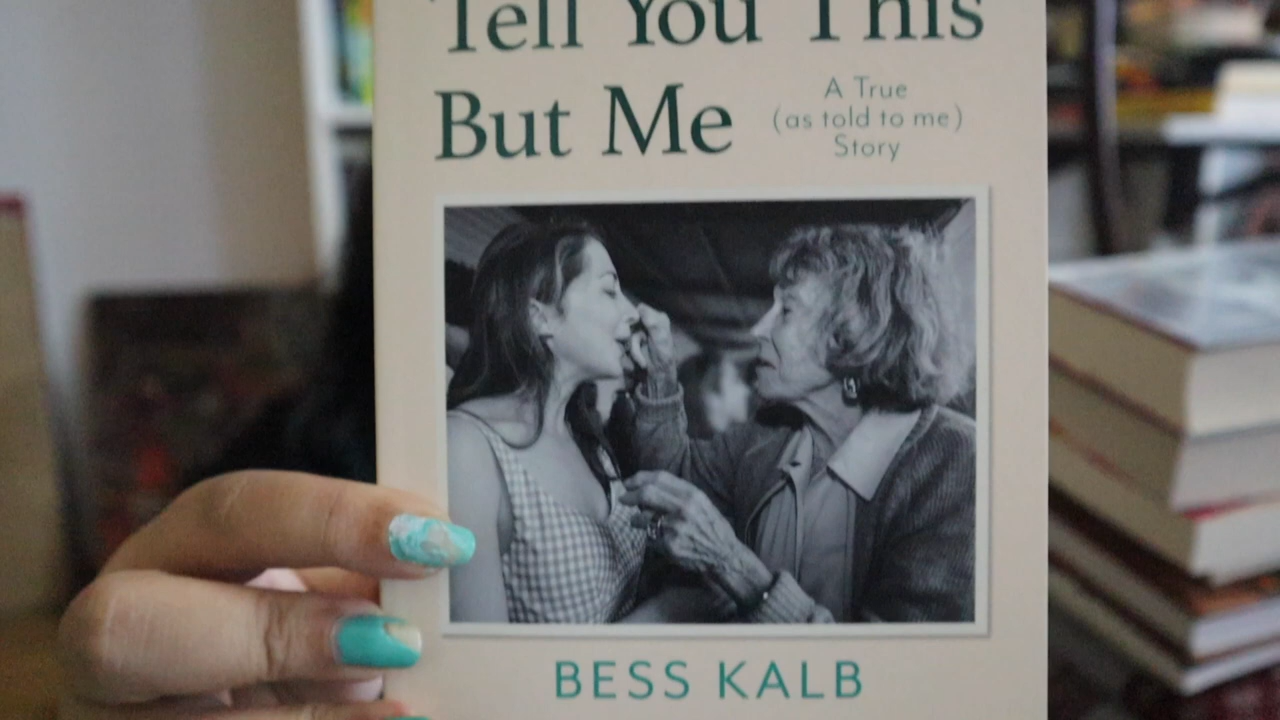 Tell You This
But Me
A True
(as told to me)
Story
BESS KALB